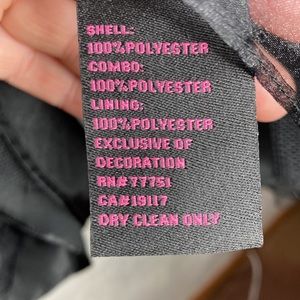 SHELL:
100%POLYESTER
COMBO:
100%POLYESTER
LINING:
100%POLYESTER
EXCLUSIVE OF
DECORATION
RN#77751
CA#19117
DRY CLEAN ONLY